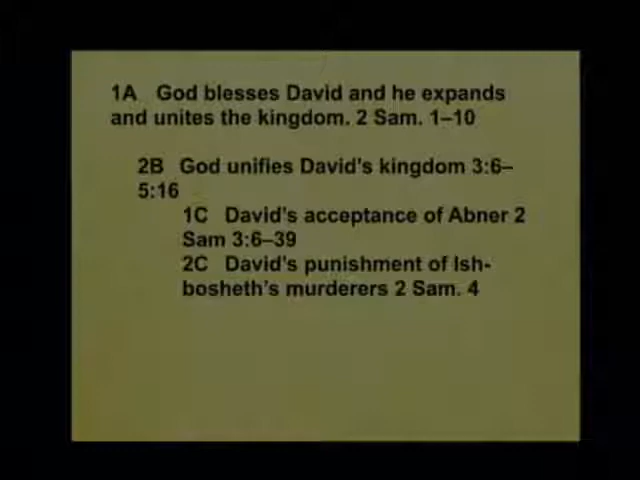 1A God blesses David and he expands
and unites the kingdom. 2 Sam. 1–10
2B God unifies David's kingdom 3:6–
5:16
1C David's acceptance of Abner 2
Sam 3:6–39
2C David's punishment of Ish-
bosheth's murderers 2 Sam. 4